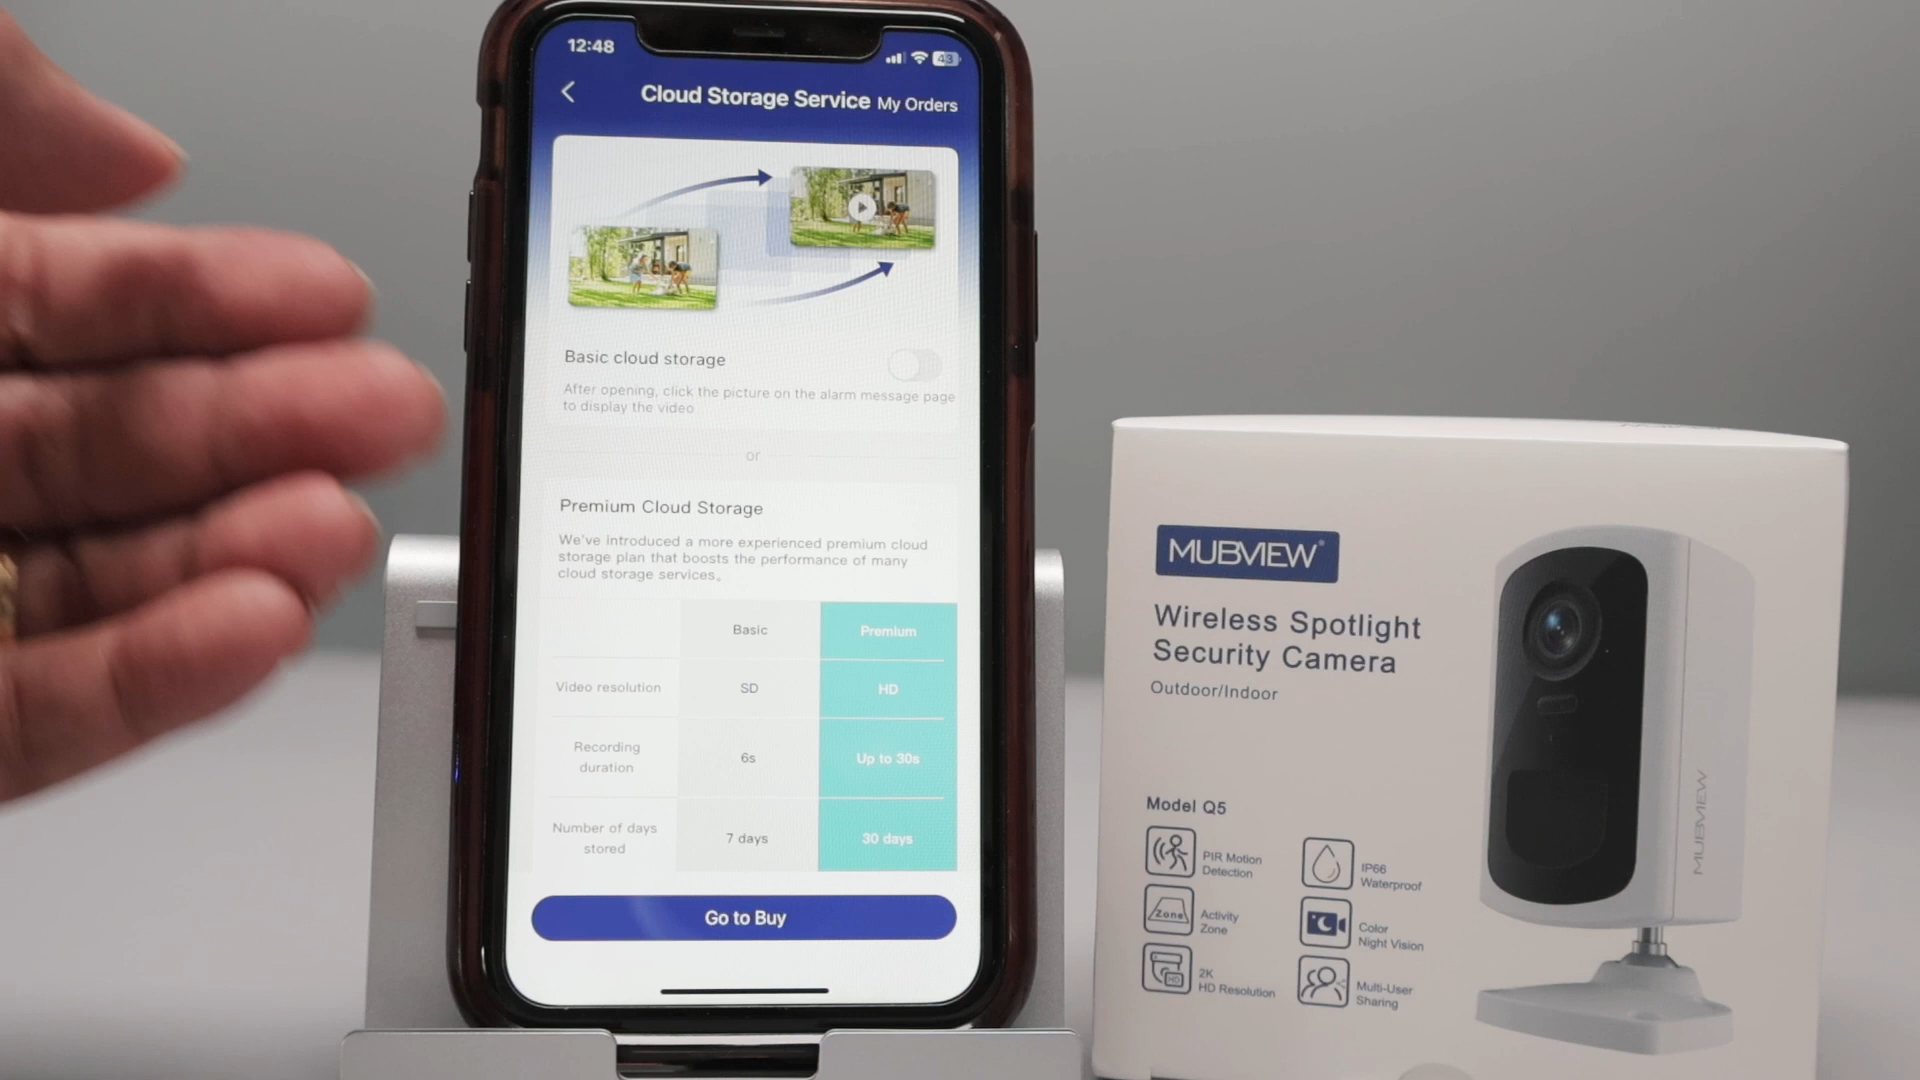 12:48
43
Cloud Storage Service
My Orders
Basic cloud storage
After opening, click the picture on the alarm message page
to display the video
or
Premium Cloud Storage
We've introduced a more experienced premium cloud
storage plan that boosts the performance of many
cloud storage services。
Basic
Premium
Video resolution
SD
HD
Recording
duration
6s
Up to 30s
Number of days
stored
7 days
30 days
Go to Buy
MUBVIEW®
Wireless Spotlight
Security Camera
Outdoor/Indoor
Model Q5
PIR Motion
Detection
IP66
Waterproof
Zone
Activity
Zone
Color
Night Vision
HD
2K
HD Resolution
Multi-User
Sharing
MUBVIEW